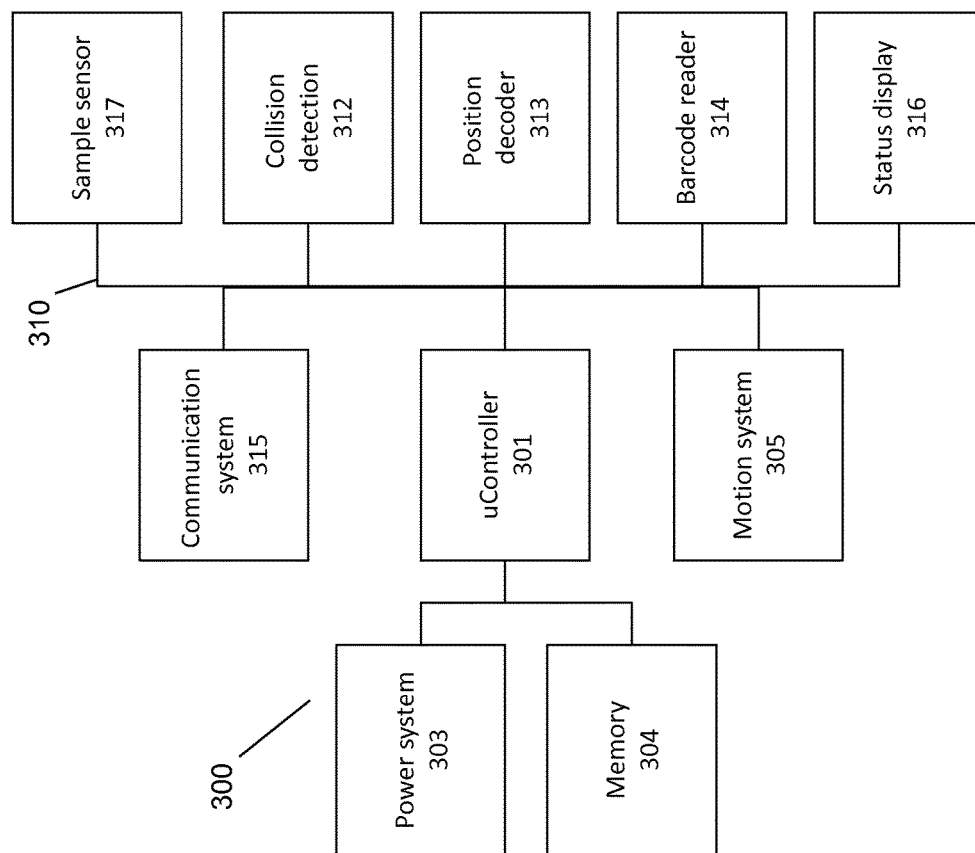 300
310
Power system
303
Memory
304
Communication
system
315
uController
301
Motion system
305
Sample sensor
317
Collision
detection
312
Position
decoder
313
Barcode reader
314
Status display
316